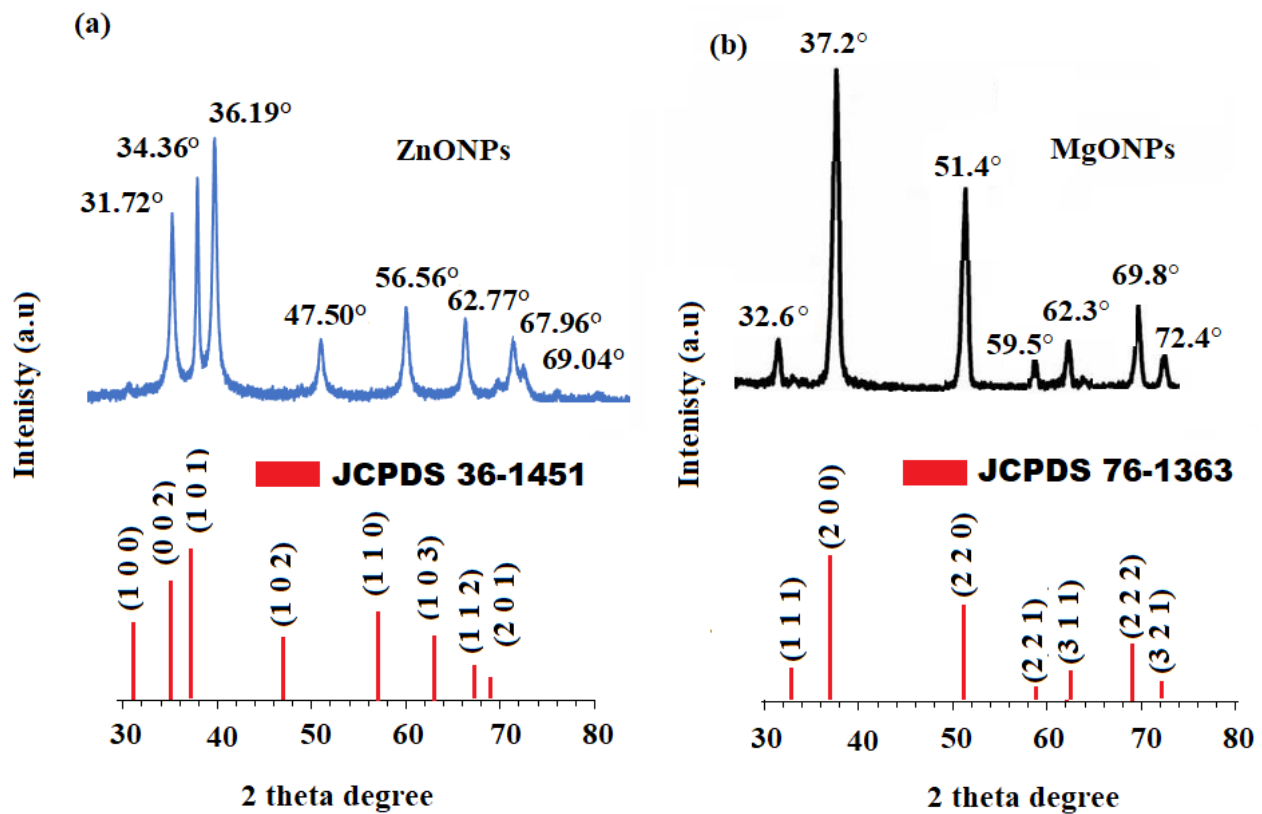 (a)
36.19°
34.36°
31.72°
ZnONPs
47.50°
56.56°
62.77°
67.96°
69.04°
Intenisty (a.u)
JCPDS 36-1451
(1 0 0)
(0 0 2)
(1 0 1)
(1 0 2)
(1 1 0)
(1 0 3)
(1 1 2)
(2 0 1)
30 40 50 60 70 80
2 theta degree
(b)
37.2°
MgONPs
51.4°
32.6°
59.5°
62.3°
69.8°
72.4°
Intenisty (a.u)
JCPDS 76-1363
(1 1 1)
(2 0 0)
(2 2 0)
(2 2 1)
(3 1 1)
(2 2 2)
(3 2 1)
30 40 50 60 70 80
2 theta degree